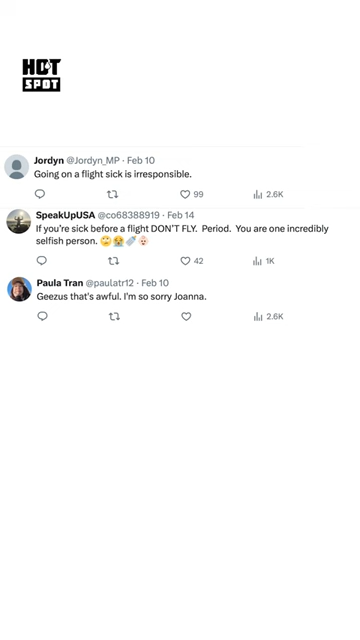 HOT
SPOT
Jordyn @Jordyn_MP · Feb 10
Going on a flight sick is irresponsible.
99 2.6K
SpeakUpUSA @co68388919 · Feb 14
If you're sick before a flight DON'T FLY. Period. You are one incredibly
selfish person. 🙄😭🍼👶🏻
42 1K
Paula Tran @paulatr12 · Feb 10
Geezus that's awful. I'm so sorry Joanna.
2.6K